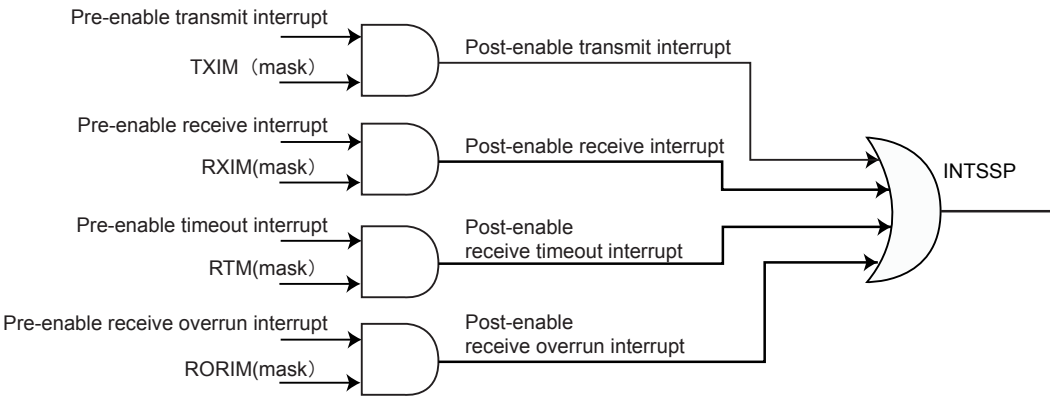 Pre-enable transmit interrupt
TXIM（mask）
Post-enable transmit interrupt
Pre-enable receive interrupt
RXIM(mask）
Post-enable receive interrupt
INTSSP
Pre-enable timeout interrupt
RTM(mask）
Post-enable
receive timeout interrupt
Pre-enable receive overrun interrupt
RORIM(mask）
Post-enable
receive overrun interrupt